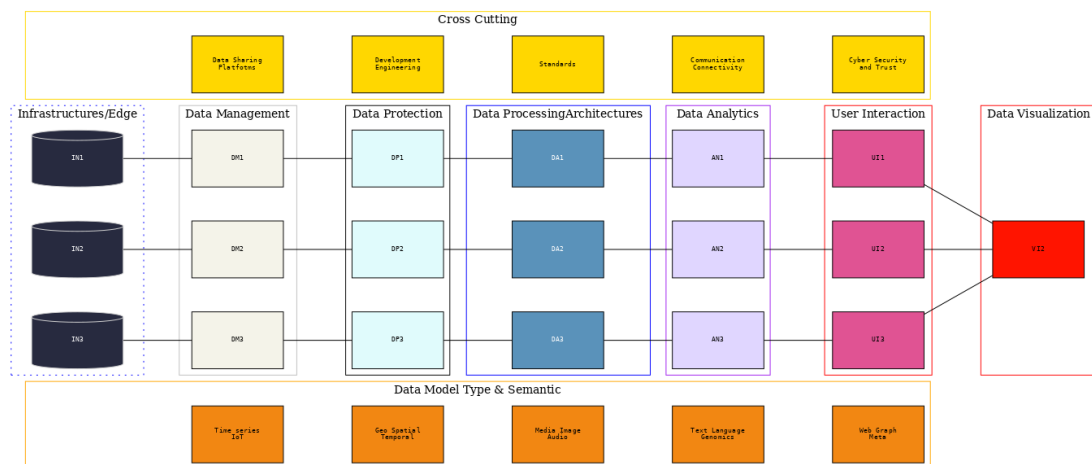 Cross Cutting
Data Sharing
Platfotms
Development
Engineering
Standards
Communication
Connectivity
Cyber Security
and Trust
Infrastructures/Edge
Data Management
Data Protection
Data ProcessingArchitectures
Data Analytics
User Interaction
Data Visualization
IN1
DM1
DP1
DA1
AN1
UI1
IN2
DM2
DP2
DA2
AN2
UI2
VI2
IN3
DM3
DP3
DA3
AN3
UI3
Data Model Type & Semantic
Time series
IoT
Geo Spatial
Temporal
Media Image
Audio
Text Language
Genomics
Web Graph
Meta